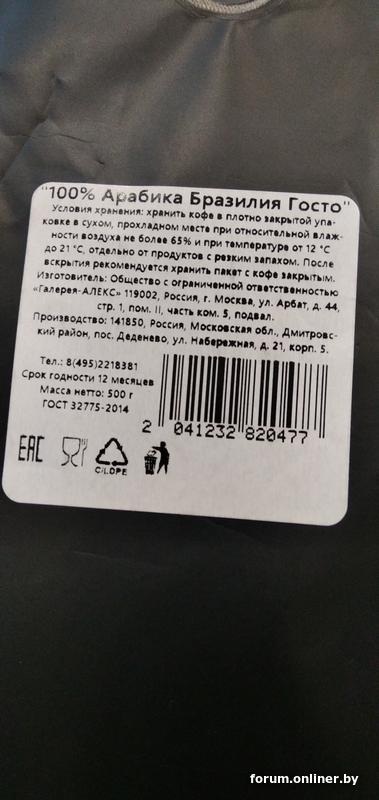 "100% Арабика Бразилия Госто"
Условия хранения: хранить кофе в плотно закрытой упа-
ковке в сухом, прохладном месте при относительной влаж-
ности воздуха не более 65% и при температуре от 12 °C
до 21 °C, отдельно от продуктов с резким запахом. После
вскрытия рекомендуется хранить пакет с кофе закрытым.
Изготовитель: Общество с ограниченной ответственностью
«Галерея-АЛЕКС» 119002, Россия, г. Москва, ул. Арбат, д. 44,
стр. 1, пом. II, часть ком. 5, подвал.
Производство: 141850, Россия, Московская обл., Дмитровс-
кий район, пос. Деденево, ул. Набережная, д. 21, корп. 5.
Тел.: 8(495)2218381
Срок годности 12 месяцев
Масса нетто: 500 г
ГОСТ 32775-2014
2 041232 820477
EAC
C/LDPE
forum.onliner.by